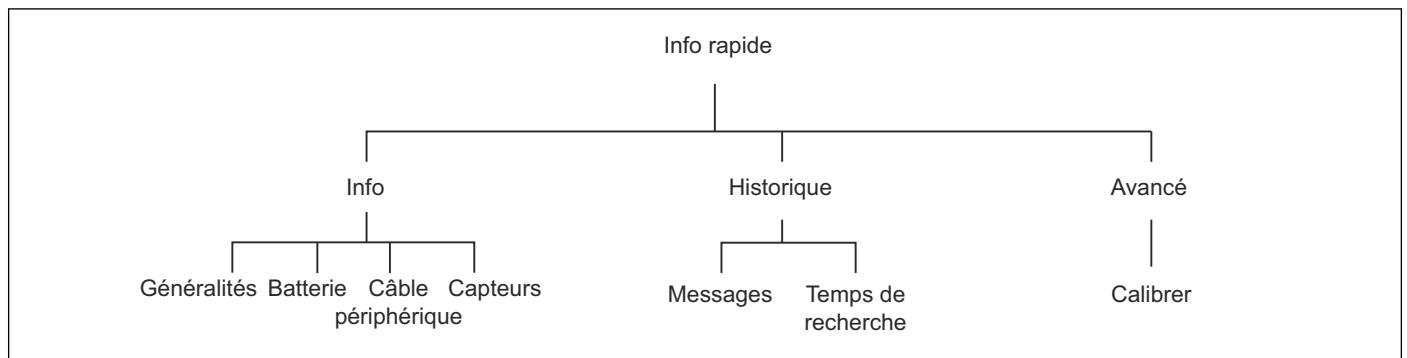 Info rapide
Info
Historique
Avancé
Généralités
Batterie
Câble
périphérique
Capteurs
Messages
Temps de
recherche
Calibrer